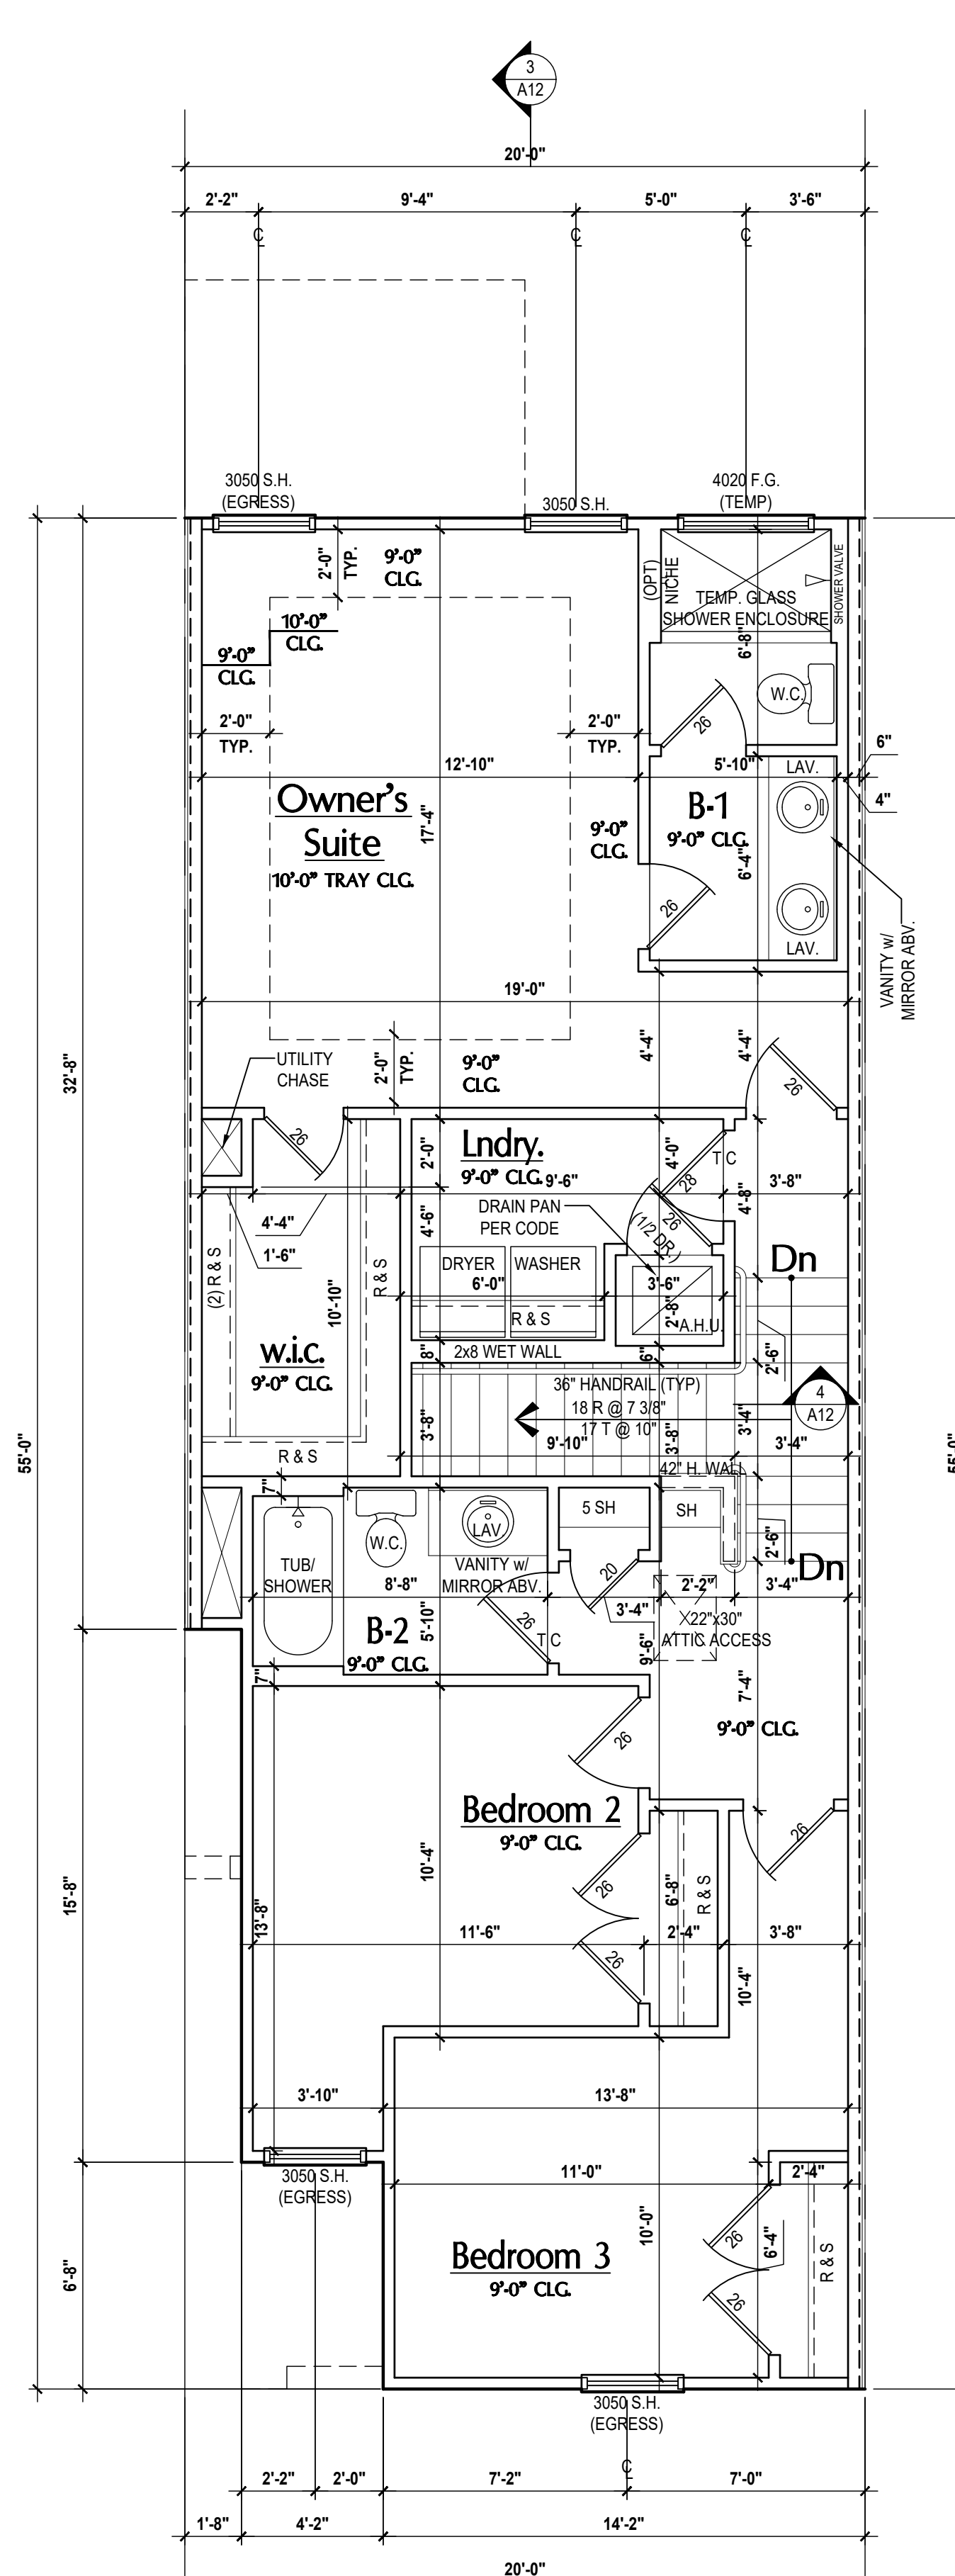 3
A12
20'-0"
2'-2"
9'-4"
5'-0"
3'-6"
CL
CL
CL
3050 S.H.
(EGRESS)
3050 S.H.
4020 F.G.
(TEMP)
2'-0"
TYP.
9'-0"
CLG.
(OPT)
NICHE
TEMP. GLASS
SHOWER ENCLOSURE
SHOWER VALVE
10'-0"
CLG.
9'-0"
CLG.
6'-8"
W.C.
26
2'-0"
TYP.
2'-0"
TYP.
6"
12'-10"
5'-10"
LAV.
4"
Owner's
Suite
10'-0" TRAY CLG.
17'-4"
9'-0"
CLG.
B-1
9'-0" CLG.
6'-4"
26
LAV.
VANITY w/
MIRROR ABV.
19'-0"
UTILITY
CHASE
2'-0"
TYP.
9'-0"
CLG.
4'-4"
4'-4"
26
32'-8"
26
2'-0"
Lndry.
9'-0" CLG.
9'-6"
4'-0"
T C
28
4'-8"
3'-8"
4'-4"
1'-6"
4'-6"
DRAIN PAN
PER CODE
26
(1/2 DR.)
Dn
(2) R & S
10'-10"
R & S
DRYER
WASHER
6'-0"
R & S
3'-6"
2'-8"
A.H.U.
W.i.C.
9'-0" CLG.
8"
2x8 WET WALL
6"
2'-6"
36" HANDRAIL (TYP)
18 R @ 7 3/8"
17 T @ 10"
4
A12
3'-8"
9'-10"
3'-8"
3'-4"
3'-4"
55'-0"
55'-0"
R & S
42" H. WALL
7"
TUB/
SHOWER
W.C.
LAV
VANITY w/
MIRROR ABV.
5 SH
SH
2'-6"
Dn
8'-8"
20
2'-2"
3'-4"
3'-4"
22"x30"
ATTIC ACCESS
B-2
9'-0" CLG.
5'-10"
26
T C
9'-6"
7"
7'-4"
9'-0" CLG.
26
Bedroom 2
9'-0" CLG.
26
10'-4"
26
6'-8"
R & S
15'-8"
13'-8"
11'-6"
2'-4"
3'-8"
26
10'-4"
3'-10"
13'-8"
3050 S.H.
(EGRESS)
11'-0"
2'-4"
Bedroom 3
9'-0" CLG.
10'-0"
26
6'-4"
R & S
26
6'-8"
3050 S.H.
(EGRESS)
CL
2'-2"
2'-0"
7'-2"
7'-0"
1'-8"
4'-2"
14'-2"
20'-0"